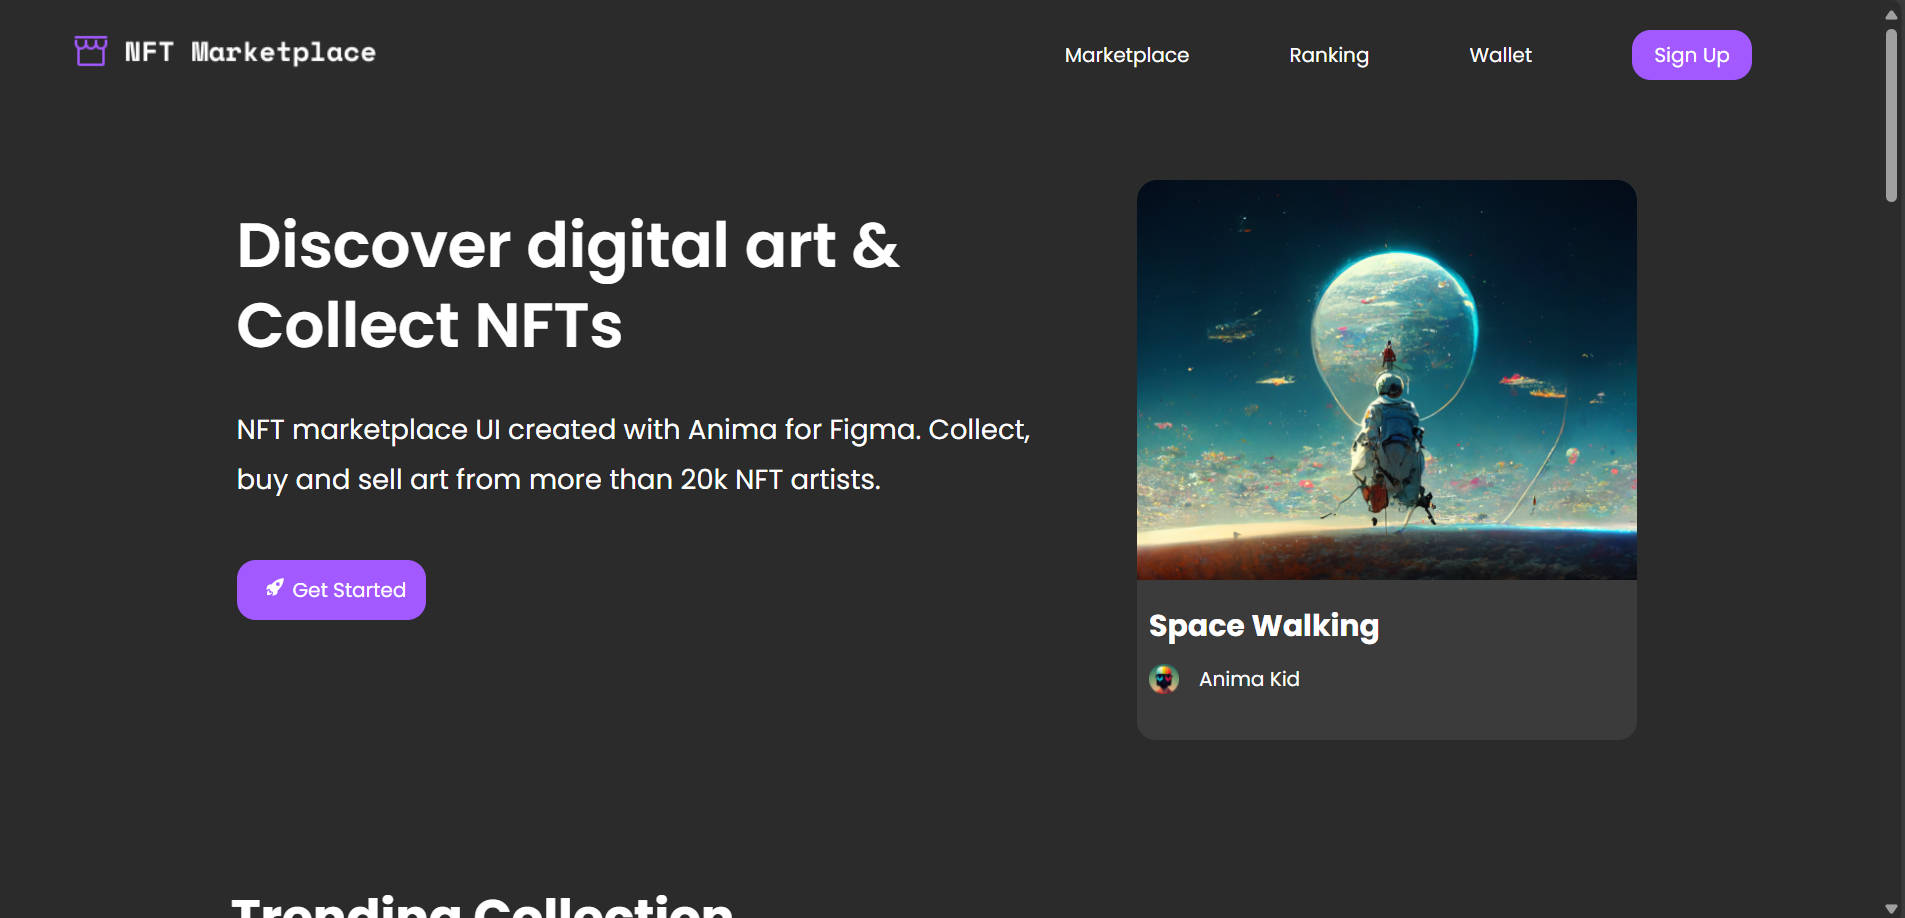 NFT Marketplace
Marketplace
Ranking
Wallet
Sign Up
Discover digital art &
Collect NFTs
NFT marketplace UI created with Anima for Figma. Collect,
buy and sell art from more than 20k NFT artists.
Get Started
Space Walking
Anima Kid
Trending Collection